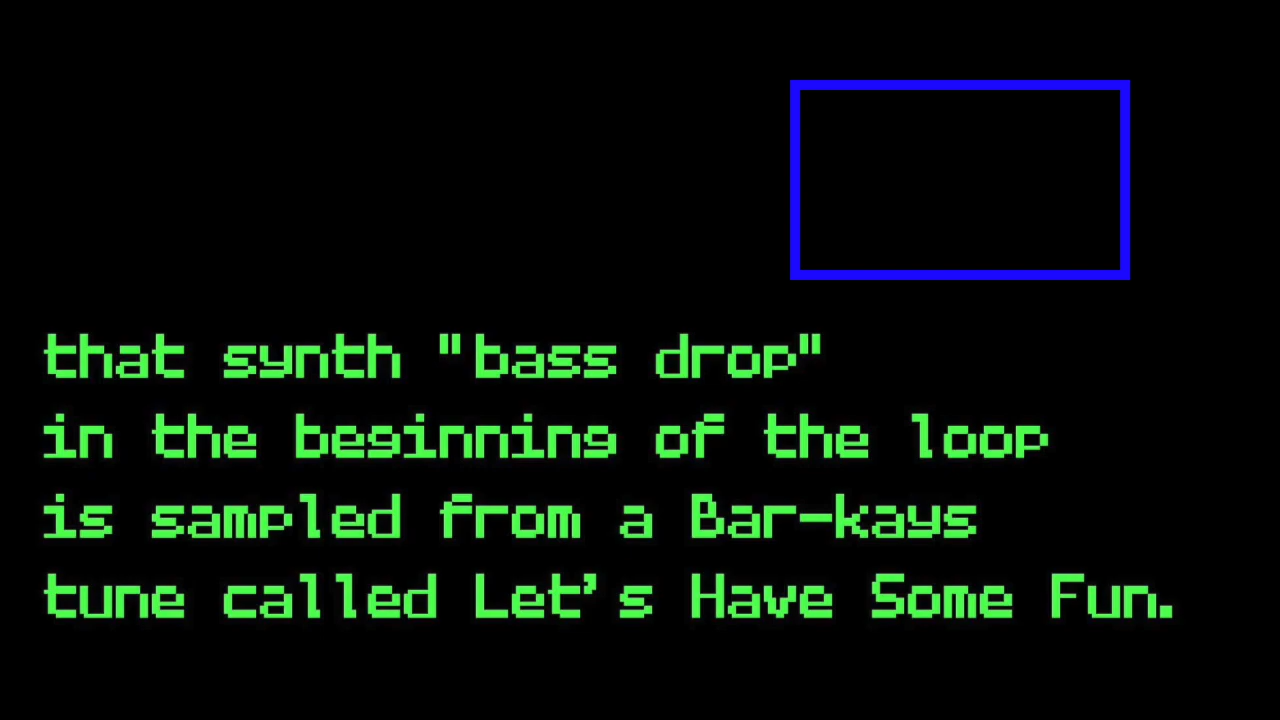 that synth "bass drop"
in the beginning of the loop
is sampled from a Bar-kays
tune called Let's Have Some Fun.